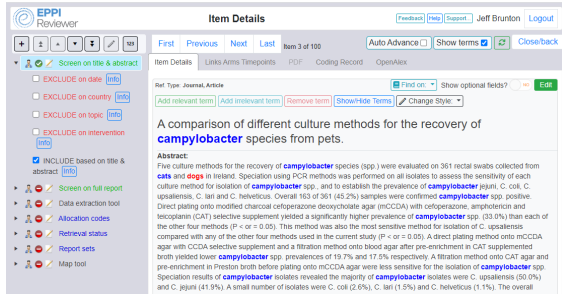 EPPI
Reviewer
Item Details
Feedback Help Support.. Jeff Brunton Logout
123
First Previous Next Last Item 3 of 100
Auto Advance Show terms Close/back
Screen on title & abstract
EXCLUDE on date Info
EXCLUDE on country Info
EXCLUDE on topic Info
EXCLUDE on intervention
Info
INCLUDE based on title &
abstract Info
Screen on full report
Data extraction tool
Allocation codes
Retrieval status
Report sets
Map tool
Item Details Links Arms Timepoints PDF Coding Record OpenAlex
Ref. Type: Journal, Article
Find on: Show optional fields? Edit
Add relevant term Add irrelevant term Remove term Show/Hide Terms Change Style:
A comparison of different culture methods for the recovery of
campylobacter species from pets.
Abstract:
Five culture methods for the recovery of campylobacter species (spp.) were evaluated on 361 rectal swabs collected from
cats and dogs in Ireland. Speciation using PCR methods was performed on all isolates to assess the sensitivity of each
culture method for isolation of campylobacter spp., and to establish the prevalence of campylobacter jejuni, C. coli, C.
upsaliensis, C. lari and C. helveticus. Overall 163 of 361 (45.2%) samples were confirmed campylobacter spp. positive.
Direct plating onto modified charcoal cefoperazone deoxycholate agar (mCCDA) with cefoperazone, amphotericin and
teicoplanin (CAT) selective supplement yielded a significantly higher prevalence of campylobacter spp. (33.0%) than each of
the other four methods (P < or = 0.05). This method was also the most sensitive method for isolation of C. upsaliensis
compared with any of the other four methods used in the current study (P < or = 0.05). A direct plating method onto mCCDA
agar with CCDA selective supplement and a filtration method onto blood agar after pre-enrichment in CAT supplemented
broth yielded lower campylobacter spp. prevalences of 19.7% and 17.5% respectively. A filtration method onto CAT agar and
pre-enrichment in Preston broth before plating onto mCCDA agar were less sensitive for the isolation of campylobacter spp.
Speciation results of campylobacter isolates revealed the majority of campylobacter isolates were C. upsaliensis (50.0%)
and C. jejuni (41.9%). A small number of isolates were C. coli (2.6%), C. lari (1.5%) and C. helveticus (1.1%). The overall